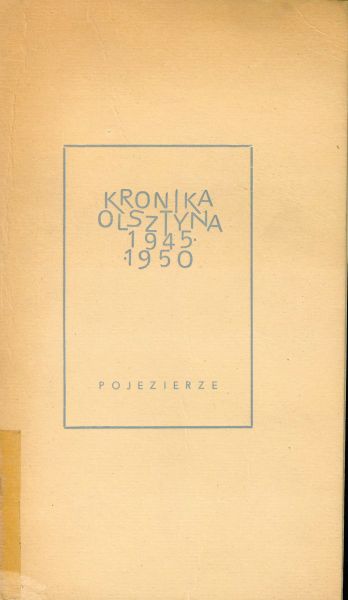 KRONIKA
OLSZTYNA
1945·
·1950
POJEZIERZE